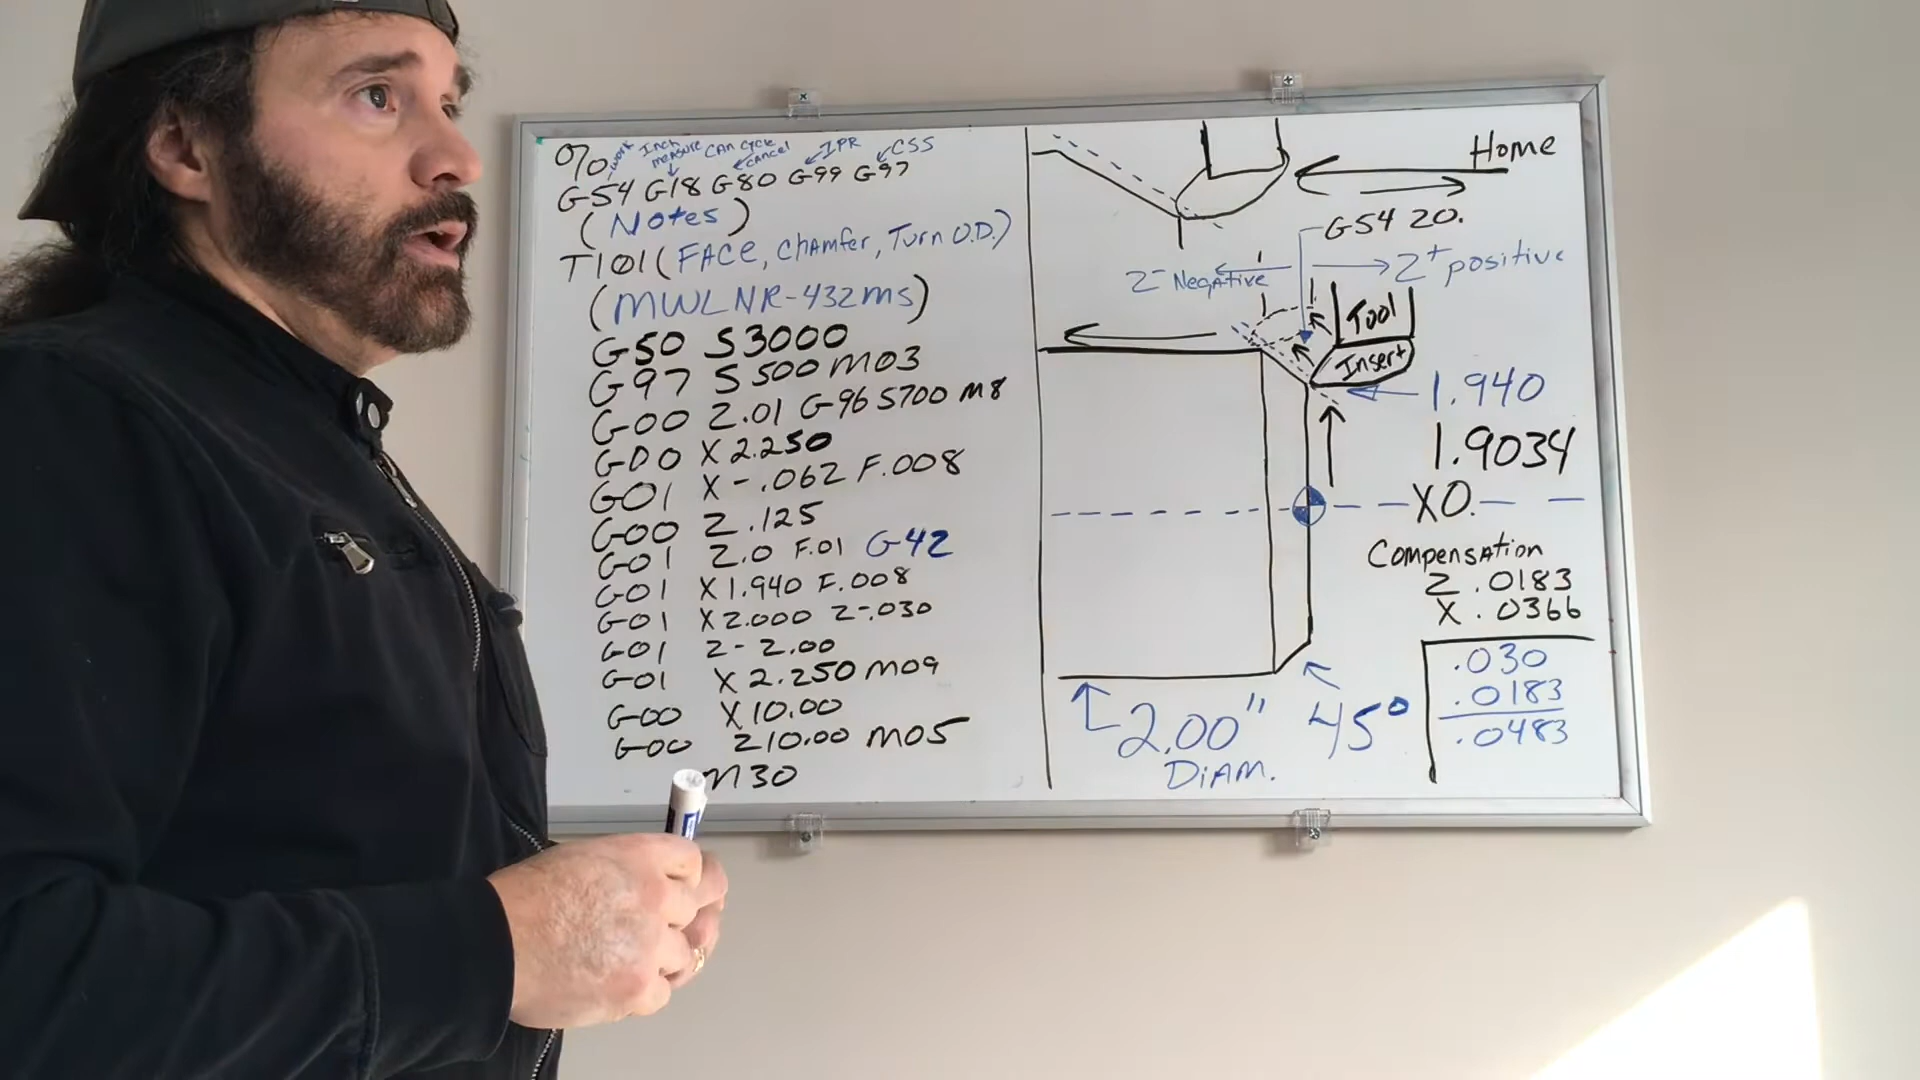 %
work
Inch measure
CAN Cycle cancel
IPR
CSS
G54 G18 G80 G99 G97
(Notes)
T101 (FACE, ChAmfer, Turn O.D.)
(MWLNR-432ms)
G50 S3000
G97 S500 M03
G00 Z.01 G96 S700 M8
G00 X2.250
G01 X-.062 F.008
G00 Z.125
G01 Z.0 F.01 G42
G01 X1.940 F.008
G01 X2.000 Z-.030
G01 Z-2.00
G01 X2.250 M09
G00 X10.00
G00 Z10.00 M05
M30
Home
G54 20.
Z- NegAtive
Z+ positive
Tool
Insert
1.940
1.9034
X0.
CompensAtion
Z .0183
X .0366
.030
.0183
.0483
2.00"
DiAM.
45°